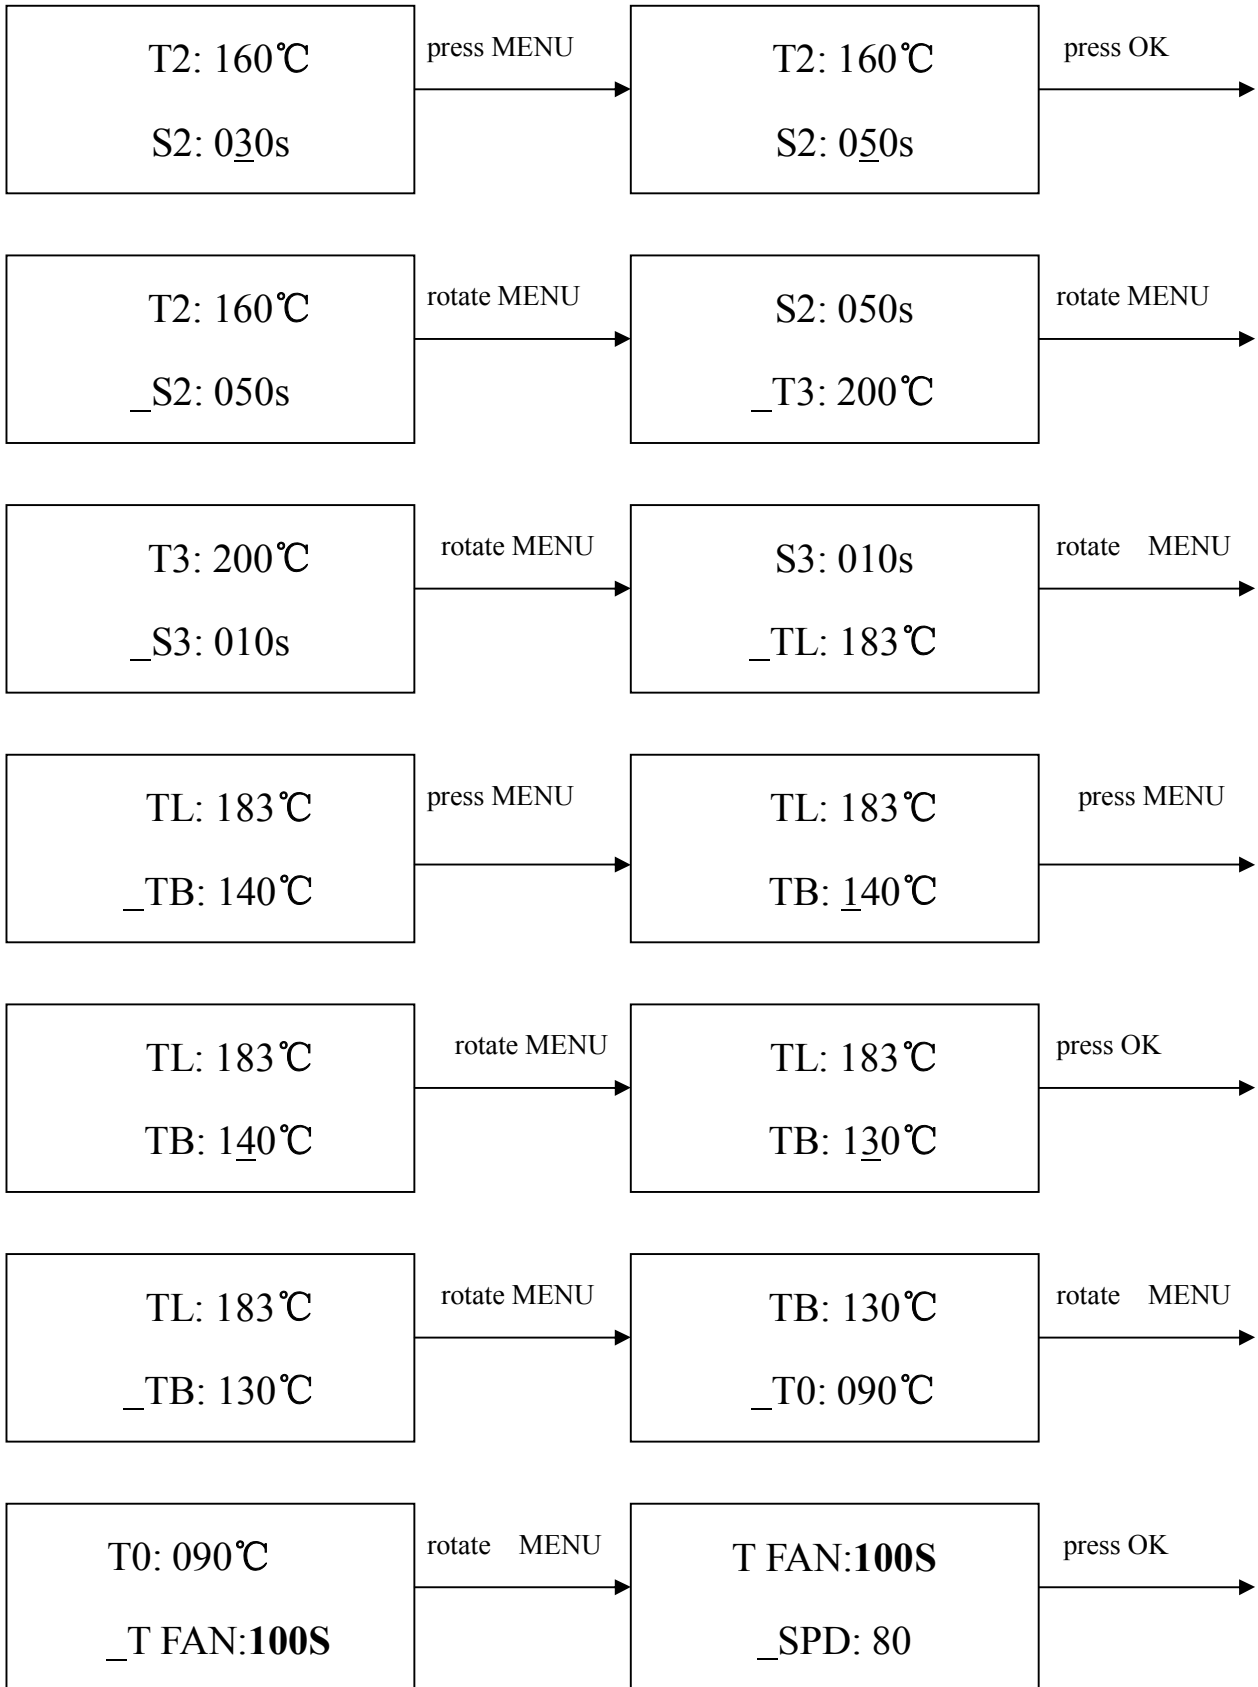 T2: 160℃
S2: 030s
press MENU
T2: 160℃
S2: 050s
press OK
T2: 160℃
_S2: 050s
rotate MENU
S2: 050s
_T3: 200℃
rotate MENU
T3: 200℃
_S3: 010s
rotate MENU
S3: 010s
_TL: 183℃
rotate MENU
TL: 183℃
_TB: 140℃
press MENU
TL: 183℃
TB: 140℃
press MENU
TL: 183℃
TB: 140℃
rotate MENU
TL: 183℃
TB: 130℃
press OK
TL: 183℃
_TB: 130℃
rotate MENU
TB: 130℃
_T0: 090℃
rotate MENU
T0: 090℃
_T FAN:100S
rotate MENU
T FAN:100S
_SPD: 80
press OK